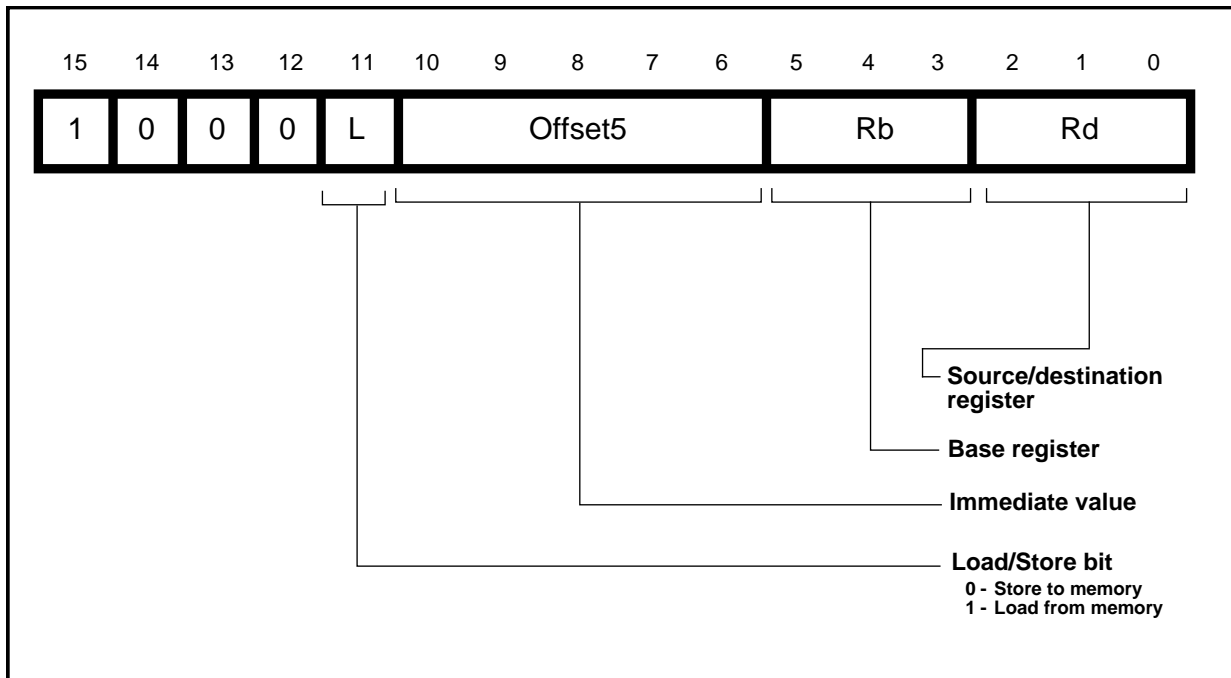 15 14 13 12 11 10 9 8 7 6 5 4 3 2 1 0
1 0 0 0 L Offset5 Rb Rd
Source/destination
register
Base register
Immediate value
Load/Store bit
0 - Store to memory
1 - Load from memory